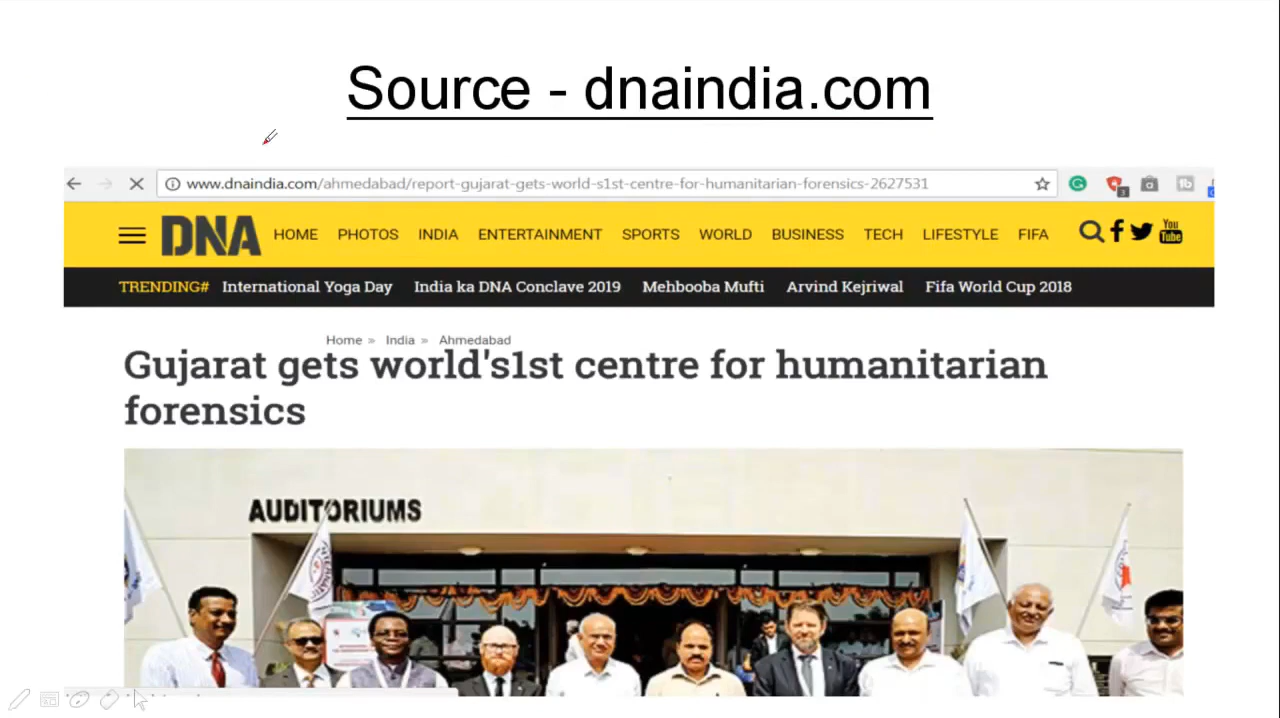 Source - dnaindia.com
www.dnaindia.com/ahmedabad/report-gujarat-gets-world-s1st-centre-for-humanitarian-forensics-2627531
DNA HOME PHOTOS INDIA ENTERTAINMENT SPORTS WORLD BUSINESS TECH LIFESTYLE FIFA You Tube
TRENDING# International Yoga Day India ka DNA Conclave 2019 Mehbooba Mufti Arvind Kejriwal Fifa World Cup 2018
Home » India » Ahmedabad
Gujarat gets world's1st centre for humanitarian
forensics
AUDITORIUMS